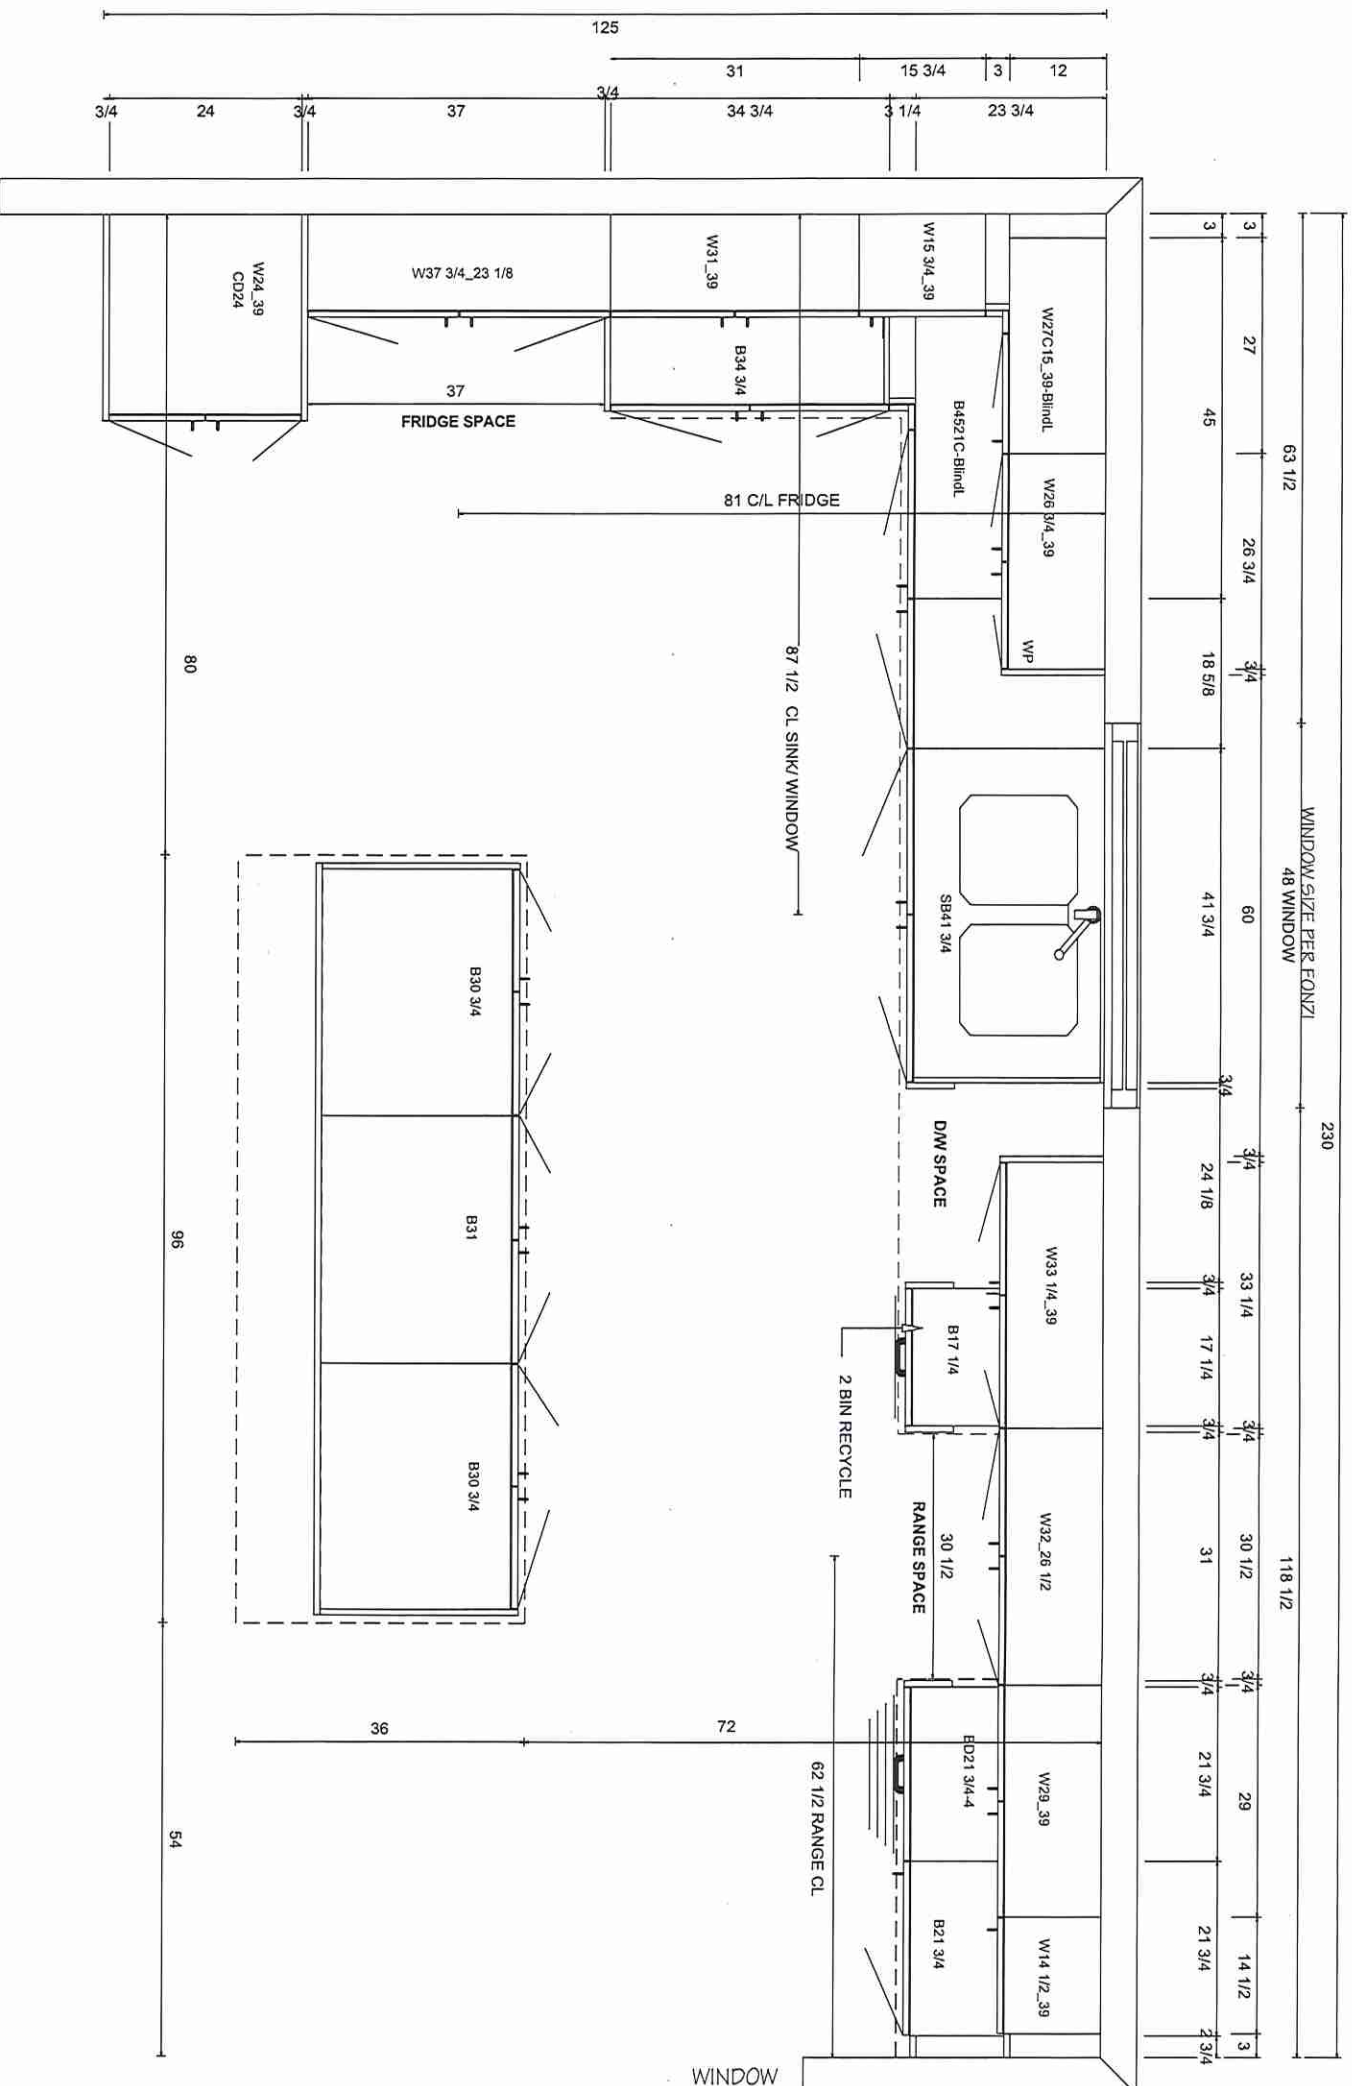 125
31
15 3/4
3
12
3/4
24
3/4
37
3/4
34 3/4
3 1/4
23 3/4
230
WINDOW SIZE PER FONZI
63 1/2
48 WINDOW
118 1/2
3
27
26 3/4
3/4
60
3/4
33 1/4
3/4
30 1/2
3/4
29
14 1/2
3
3
45
18 5/8
41 3/4
3/4
24 1/8
3/4
17 1/4
3/4
31
3/4
21 3/4
21 3/4
2 3/4
W27C15_39-BlindL
W26 3/4_39
WP
W33 1/4_39
W32_26 1/2
W29_39
W14 1/2_39
W24_39
CD24
W37 3/4_23 1/8
W31_39
W15 3/4_39
B34 3/4
B4521C-BlindL
SB41 3/4
D/W SPACE
B17 1/4
30 1/2
RANGE SPACE
BD21 3/4-4
B21 3/4
37
FRIDGE SPACE
81 C/L FRIDGE
87 1/2 CL SINK/ WINDOW
2 BIN RECYCLE
62 1/2 RANGE CL
B30 3/4
B31
B30 3/4
36
72
80
96
54
WINDOW